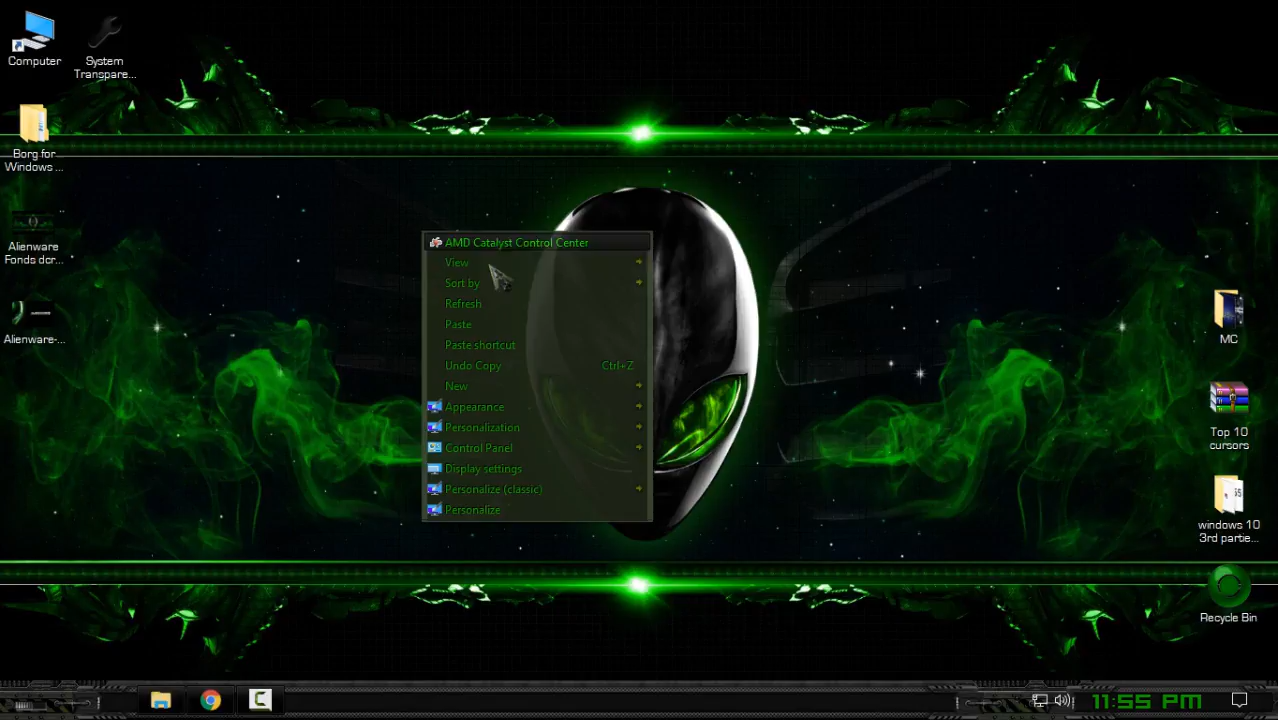 Computer
System
Transpare...
Borg for
Windows ...
Alienware
Fonds dcr...
Alienware-...
AMD Catalyst Control Center
View
Sort by
Refresh
Paste
Paste shortcut
Undo Copy Ctrl+Z
New
Appearance
Personalization
Control Panel
Display settings
Personalize (classic)
Personalize
MC
Top 10
cursors
windows 10
3rd partie...
Recycle Bin
11:55 PM